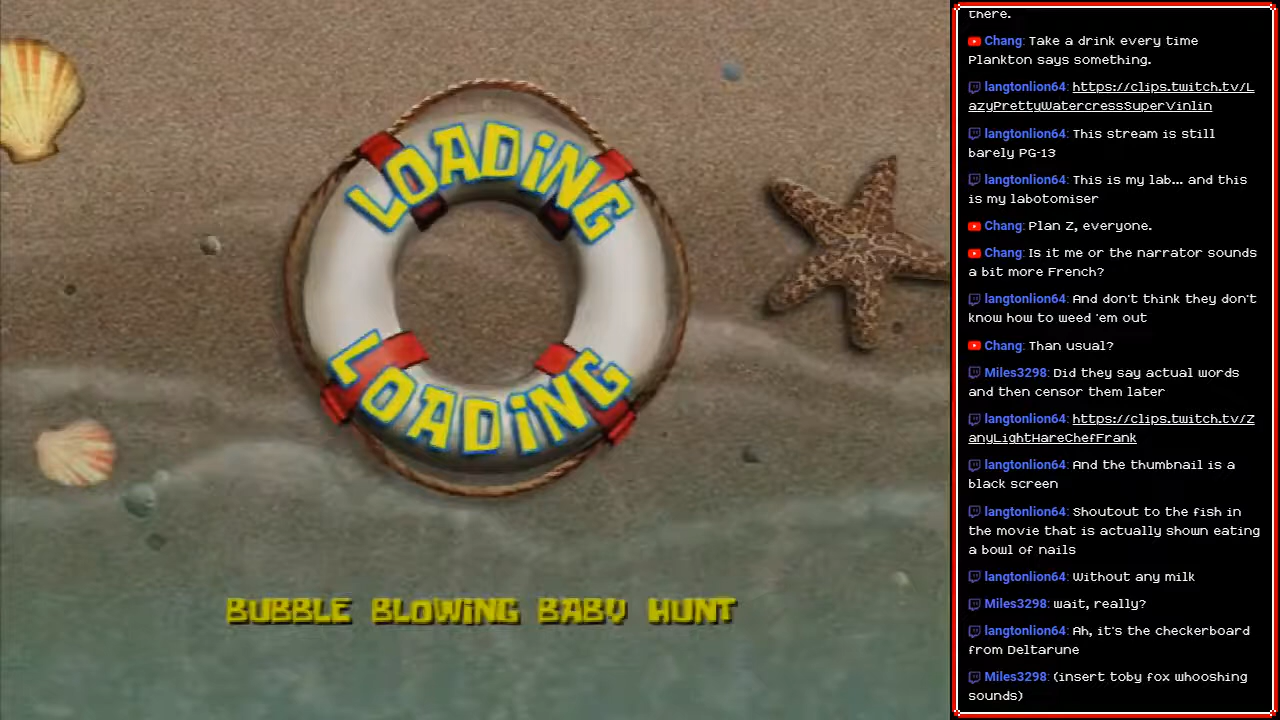 LOADING
LOADING
BUBBLE BLOWING BABY HUNT
there.
Chang: Take a drink every time
Plankton says something.
langtonlion64: https://clips.twitch.tv/L
azyPrettyWatercressSuperVinlin
langtonlion64: This stream is still
barely PG-13
langtonlion64: This is my lab... and this
is my labotomiser
Chang: Plan Z, everyone.
Chang: Is it me or the narrator sounds
a bit more French?
langtonlion64: And don't think they don't
know how to weed 'em out
Chang: Than usual?
Miles3298: Did they say actual words
and then censor them later
langtonlion64: https://clips.twitch.tv/Z
anyLightHareChefFrank
langtonlion64: And the thumbnail is a
black screen
langtonlion64: Shoutout to the fish in
the movie that is actually shown eating
a bowl of nails
langtonlion64: Without any milk
Miles3298: wait, really?
langtonlion64: Ah, it's the checkerboard
from Deltarune
Miles3298: (insert toby fox whooshing
sounds)